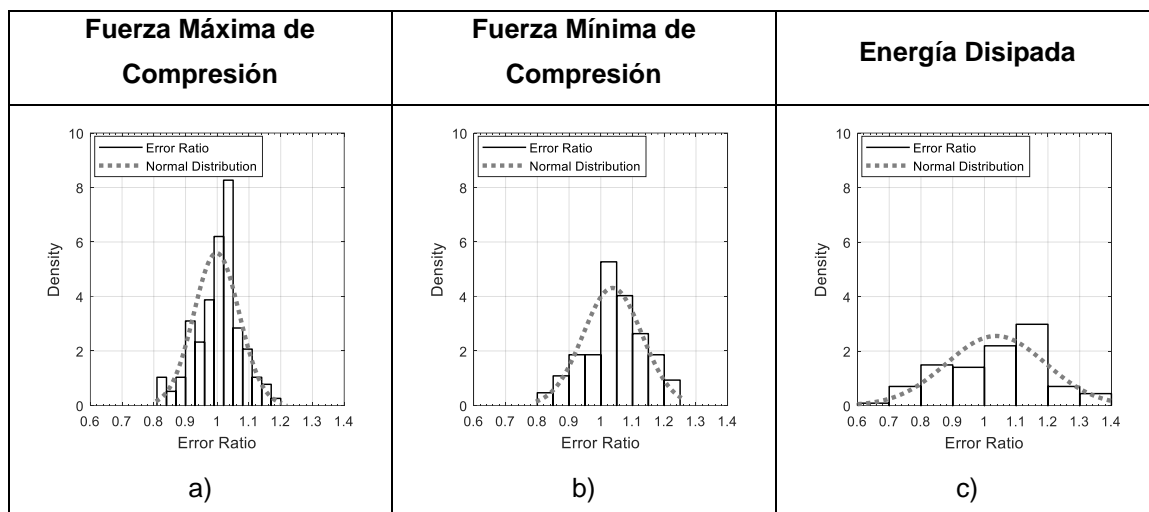 Fuerza Máxima de
Compresión
Fuerza Mínima de
Compresión
Energía Disipada
10
8
6
4
2
0
Density
Error Ratio
Normal Distribution
0.6 0.7 0.8 0.9 1 1.1 1.2 1.3 1.4
Error Ratio
a)
10
8
6
4
2
0
Density
Error Ratio
Normal Distribution
0.6 0.7 0.8 0.9 1 1.1 1.2 1.3 1.4
Error Ratio
b)
10
8
6
4
2
0
Density
Error Ratio
Normal Distribution
0.6 0.7 0.8 0.9 1 1.1 1.2 1.3 1.4
Error Ratio
c)